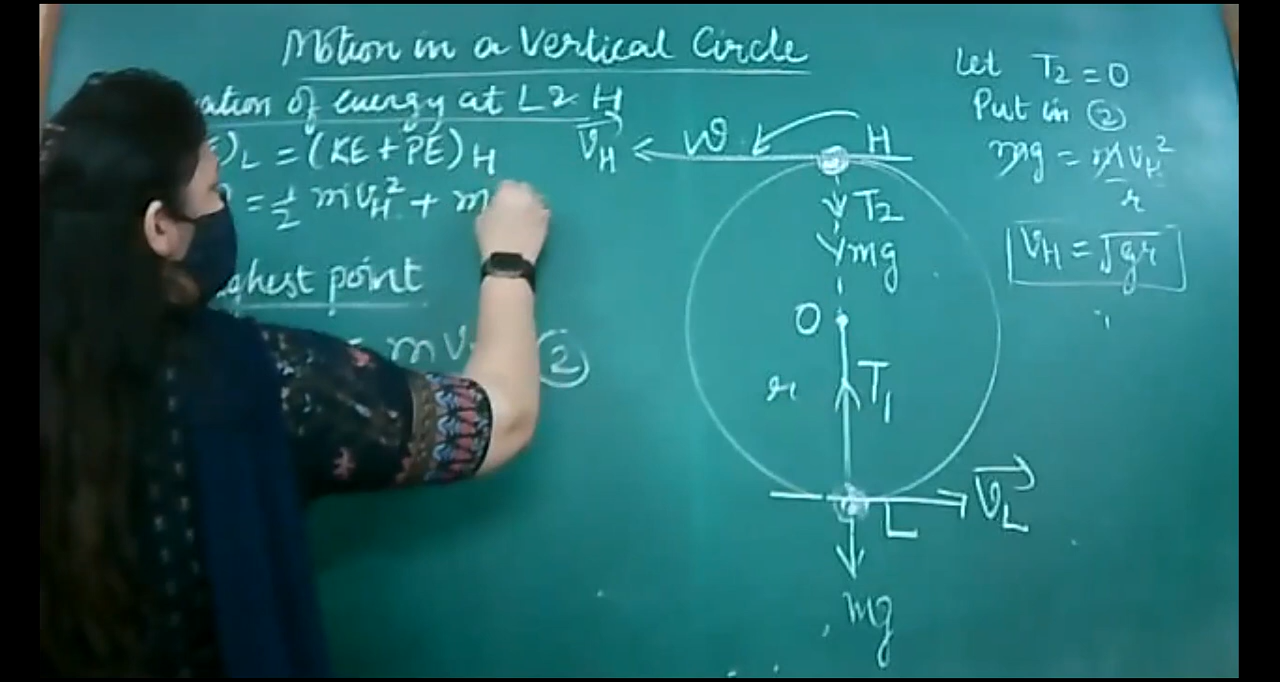 Motion in a Vertical Circle
of energy at L & H
)L = (KE + PE)H
= 1/2 mVH² + m
ghest point
= mV
②
VH
ω
H
T2
mg
O
r
T1
VL
L
mg
Let T2 = 0
Put in ②
mg = mVH²/r
VH = √gr